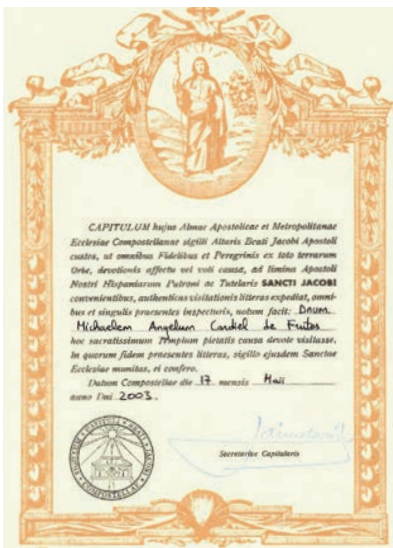 CAPITULUM hujus Almae Apostolicae et Metropolitanae
Ecclesiae Compostellanae sigilli Altaris Beati Jacobi Apostoli
custos, ut omnibus Fidelibus et Peregrinis ex toto terrarum
Orbe, devotionis affectu vel voti causa, ad limina Apostoli
Nostri Hispaniarum Patroni ac Tutelaris SANCTI JACOBI
convenientibus, authenticas visitationis litteras expediat, omni-
bus et singulis praesentes inspecturis, notum facit: Dnum.
Michaelem Angelum Cardiel de Frutos
hoc sacratissimum Templum pietatis causa devote visitasse.
In quorum fidem praesentes litteras, sigillo ejusdem Sanctae
Ecclesiae munitas, ei confero.
Datum Compostellae die 17 mensis Maii
anno Dni 2003.
Secretarius Capitularis